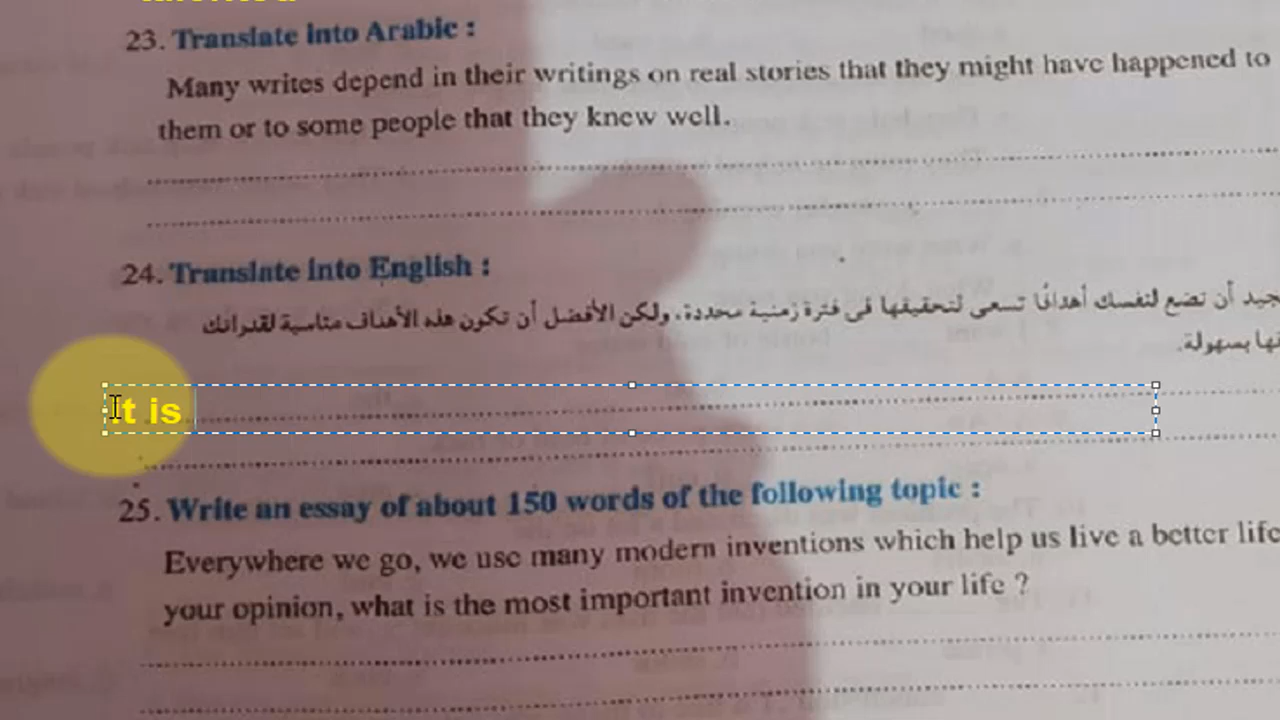 23. Translate into Arabic :
Many writes depend in their writings on real stories that they might have happened to
them or to some people that they knew well.
24. Translate into English :
جيد أن تضع لنفسك أهدافًا تسعى لتحقيقها فى فترة زمنية محددة، ولكن الأفضل أن تكون هذه الأهداف مناسبة لقدراتك
بسهولة.
It is
25. Write an essay of about 150 words of the following topic :
Everywhere we go, we use many modern inventions which help us live a better life
your opinion, what is the most important invention in your life ?